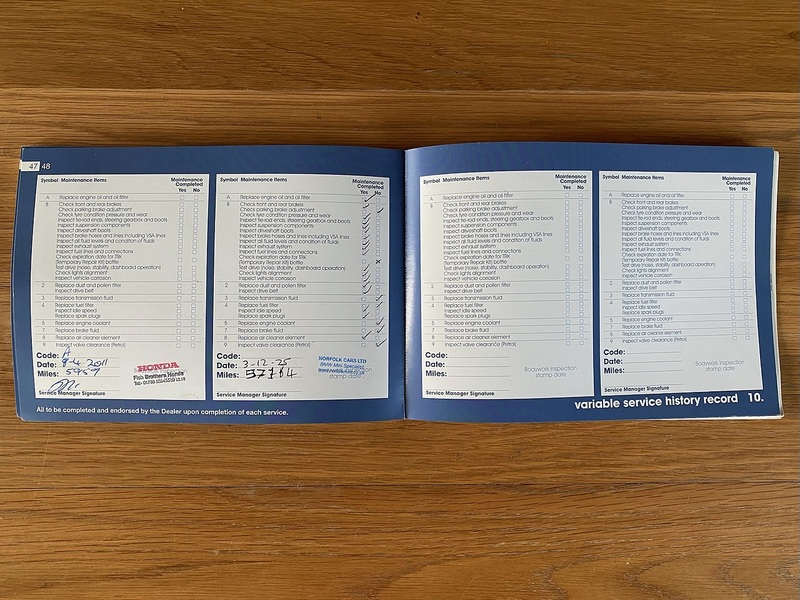 47 48
Symbol Maintenance Items Maintenance Completed Yes No
A Replace engine oil and oil filter
B Check front and rear brakes
Check parking brake adjustment
Check tyre condition pressure and wear
Inspect tie-rod ends, steering gearbox and boots
Inspect suspension components
Inspect driveshaft boots
Inspect brake hoses and lines including VSA lines
Inspect all fluid levels and condition of fluids
Inspect exhaust system
Inspect fuel lines and connections
Check expiration date for TRK
(Temporary Repair Kit) bottle
Test drive (noise, stability, dashboard operation)
Check lights alignment
Inspect vehicle corrosion
2 Replace dust and pollen filter
Inspect drive belt
3 Replace transmission fluid
4 Replace fuel filter
Inspect idle speed
Replace spark plugs
5 Replace engine coolant
7 Replace brake fluid
8 Replace air cleaner element
9 Inspect valve clearance (Petrol)
Code: A
Date: 8-4-2011
Miles:
HONDA
Fish Brothers Honda
Service Manager Signature
Symbol Maintenance Items Maintenance Completed Yes No
A Replace engine oil and oil filter
B Check front and rear brakes
Check parking brake adjustment
Check tyre condition pressure and wear
Inspect tie-rod ends, steering gearbox and boots
Inspect suspension components
Inspect driveshaft boots
Inspect brake hoses and lines including VSA lines
Inspect all fluid levels and condition of fluids
Inspect exhaust system
Inspect fuel lines and connections
Check expiration date for TRK
(Temporary Repair Kit) bottle
Test drive (noise, stability, dashboard operation)
Check lights alignment
Inspect vehicle corrosion
2 Replace dust and pollen filter
Inspect drive belt
3 Replace transmission fluid
4 Replace fuel filter
Inspect idle speed
Replace spark plugs
5 Replace engine coolant
7 Replace brake fluid
8 Replace air cleaner element
9 Inspect valve clearance (Petrol)
Code:
Date: 3-12-25
Miles: 57164
NORFOLK CARS LTD
BMW Mini Specialist
stamp date
Service Manager Signature
All to be completed and endorsed by the Dealer upon completion of each service.
Symbol Maintenance Items Maintenance Completed Yes No
A Replace engine oil and oil filter
B Check front and rear brakes
Check parking brake adjustment
Check tyre condition pressure and wear
Inspect tie-rod ends, steering gearbox and boots
Inspect suspension components
Inspect driveshaft boots
Inspect brake hoses and lines including VSA lines
Inspect all fluid levels and condition of fluids
Inspect exhaust system
Inspect fuel lines and connections
Check expiration date for TRK
(Temporary Repair Kit) bottle
Test drive (noise, stability, dashboard operation)
Check lights alignment
Inspect vehicle corrosion
2 Replace dust and pollen filter
Inspect drive belt
3 Replace transmission fluid
4 Replace fuel filter
Inspect idle speed
Replace spark plugs
5 Replace engine coolant
7 Replace brake fluid
8 Replace air cleaner element
9 Inspect valve clearance (Petrol)
Code:
Date:
Miles:
Bodywork inspection
stamp date
Service Manager Signature
Symbol Maintenance Items Maintenance Completed Yes No
A Replace engine oil and oil filter
B Check front and rear brakes
Check parking brake adjustment
Check tyre condition pressure and wear
Inspect tie-rod ends, steering gearbox and boots
Inspect suspension components
Inspect driveshaft boots
Inspect brake hoses and lines including VSA lines
Inspect all fluid levels and condition of fluids
Inspect exhaust system
Inspect fuel lines and connections
Check expiration date for TRK
(Temporary Repair Kit) bottle
Test drive (noise, stability, dashboard operation)
Check lights alignment
Inspect vehicle corrosion
2 Replace dust and pollen filter
Inspect drive belt
3 Replace transmission fluid
4 Replace fuel filter
Inspect idle speed
Replace spark plugs
5 Replace engine coolant
7 Replace brake fluid
8 Replace air cleaner element
9 Inspect valve clearance (Petrol)
Code:
Date:
Miles:
Bodywork inspection
stamp date
Service Manager Signature
variable service history record 10.